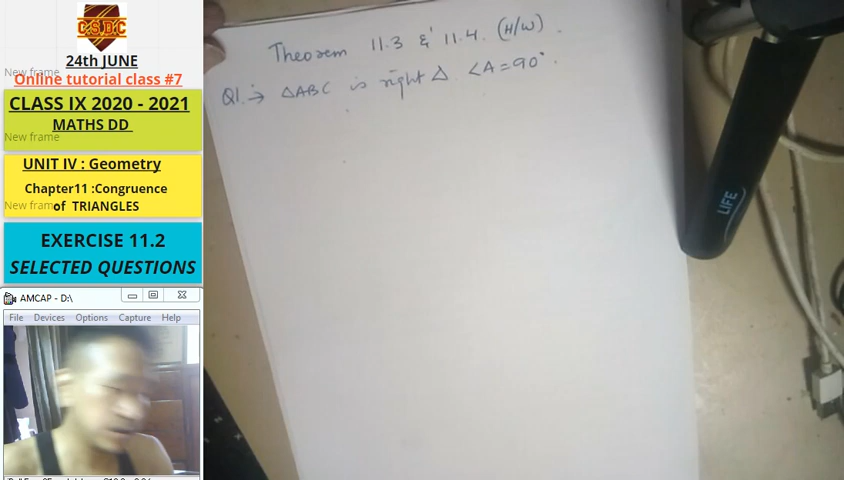 CSDC
24th JUNE
New frame
Online tutorial class #7
CLASS IX 2020 - 2021
MATHS DD
New frame
UNIT IV : Geometry
Chapter11 :Congruence
New fram of TRIANGLES
EXERCISE 11.2
SELECTED QUESTIONS
AMCAP - D:\
File Devices Options Capture Help
Theorem 11.3 & 11.4. (H/W).
Q1.→ △ABC is right △ ∠A=90°.
LIFE